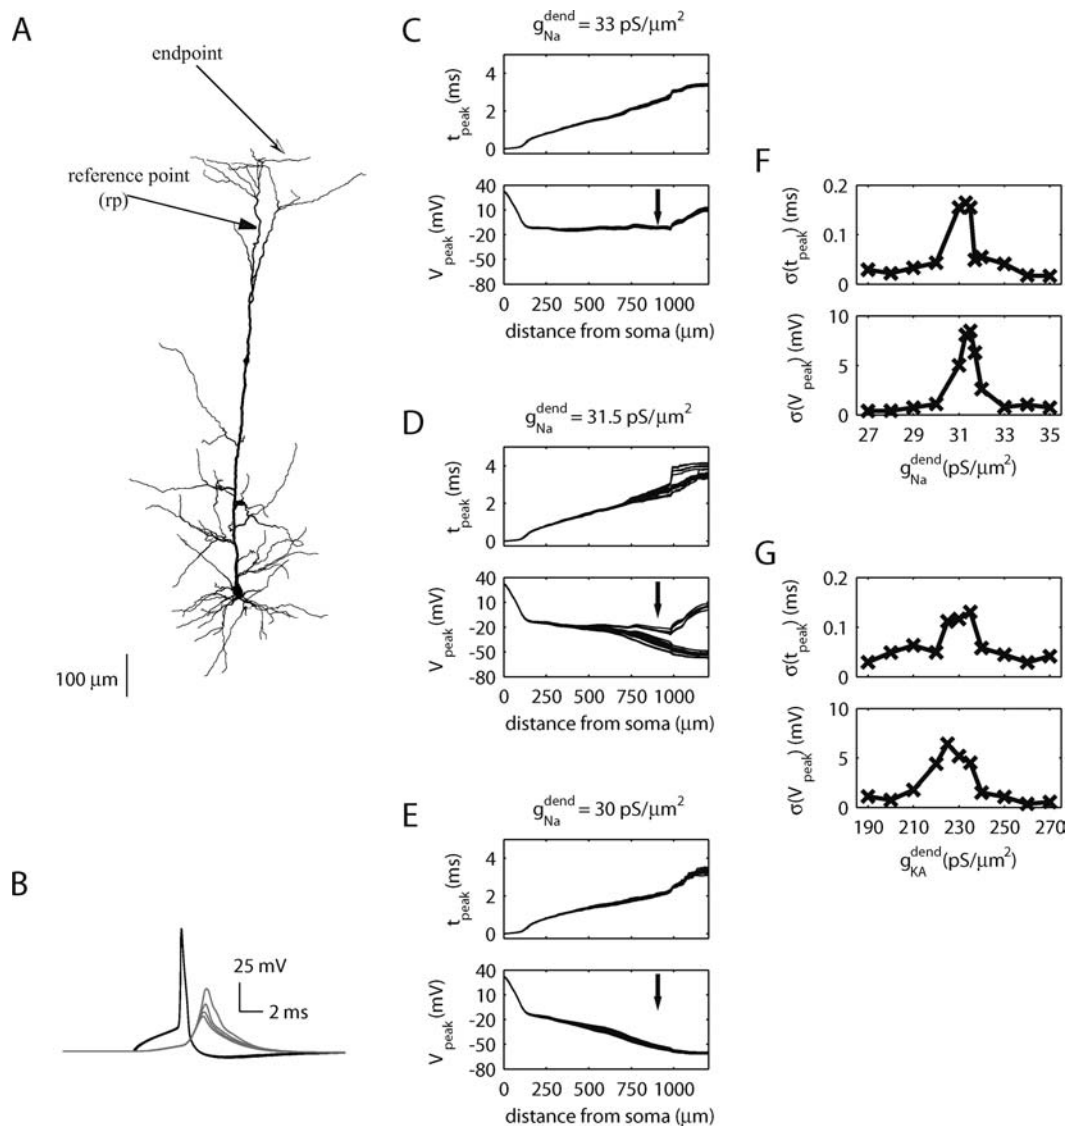 A
endpoint
reference point
(rp)
100 μm
B
25 mV
2 ms
C
g_Na^dend = 33 pS/μm²
t_peak (ms)
4
2
0
V_peak (mV)
40
10
-20
-50
-80
0 250 500 750 1000
distance from soma (μm)
D
g_Na^dend = 31.5 pS/μm²
t_peak (ms)
4
2
0
V_peak (mV)
40
10
-20
-50
-80
0 250 500 750 1000
distance from soma (μm)
E
g_Na^dend = 30 pS/μm²
t_peak (ms)
4
2
0
V_peak (mV)
40
10
-20
-50
-80
0 250 500 750 1000
distance from soma (μm)
F
σ(t_peak) (ms)
0.2
0.1
0
σ(V_peak) (mV)
10
5
0
27 29 31 33 35
g_Na^dend (pS/μm²)
G
σ(t_peak) (ms)
0.2
0.1
0
σ(V_peak) (mV)
10
5
0
190 210 230 250 270
g_KA^dend (pS/μm²)